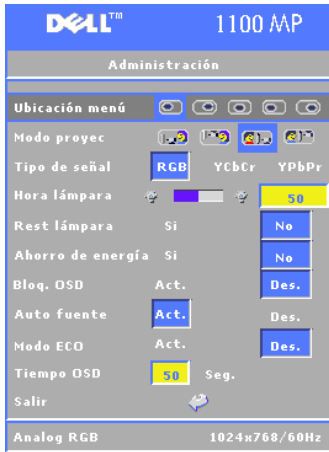 DELL™ 1100 MP
Administración
Ubicación menú
Modo proyec
Tipo de señal RGB YCbCr YPbPr
Hora lámpara 50
Rest lámpara Si No
Ahorro de energía Si No
Bloq. OSD Act. Des.
Auto fuente Act. Des.
Modo ECO Act. Des.
Tiempo OSD 50 Seg.
Salir
Analog RGB 1024x768/60Hz